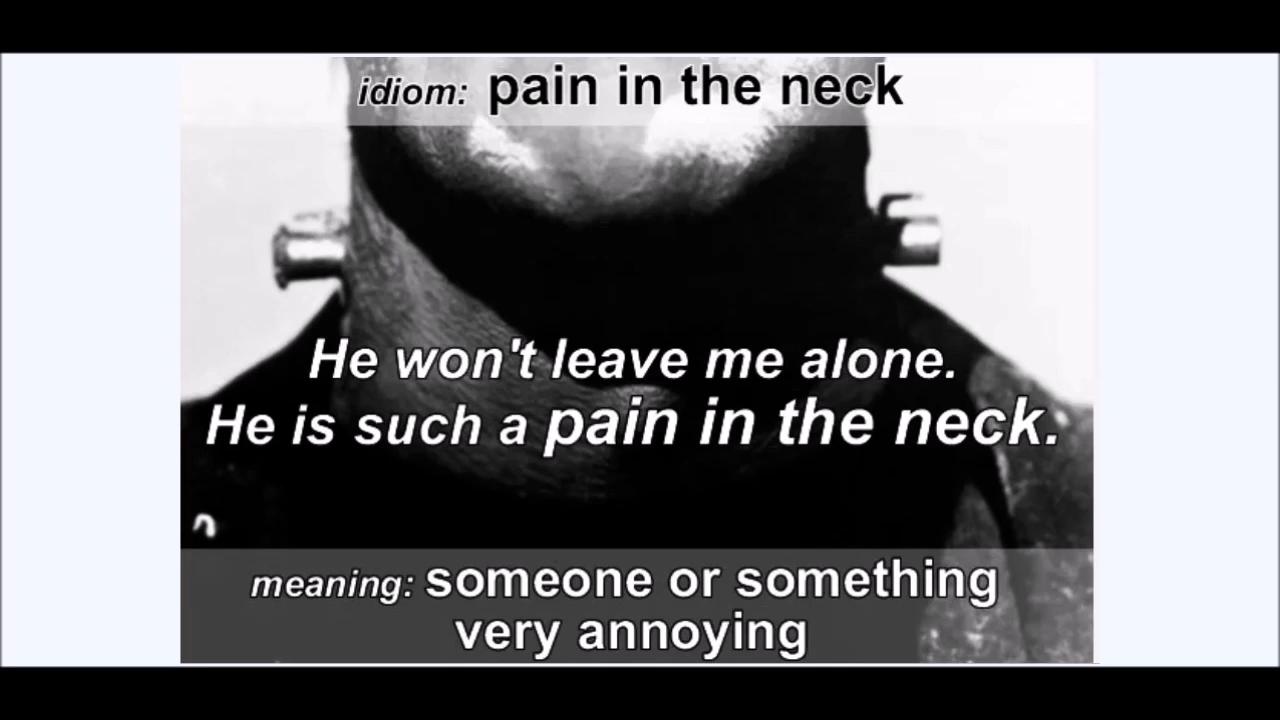 idiom: pain in the neck
He won't leave me alone.
He is such a pain in the neck.
meaning: someone or something
very annoying